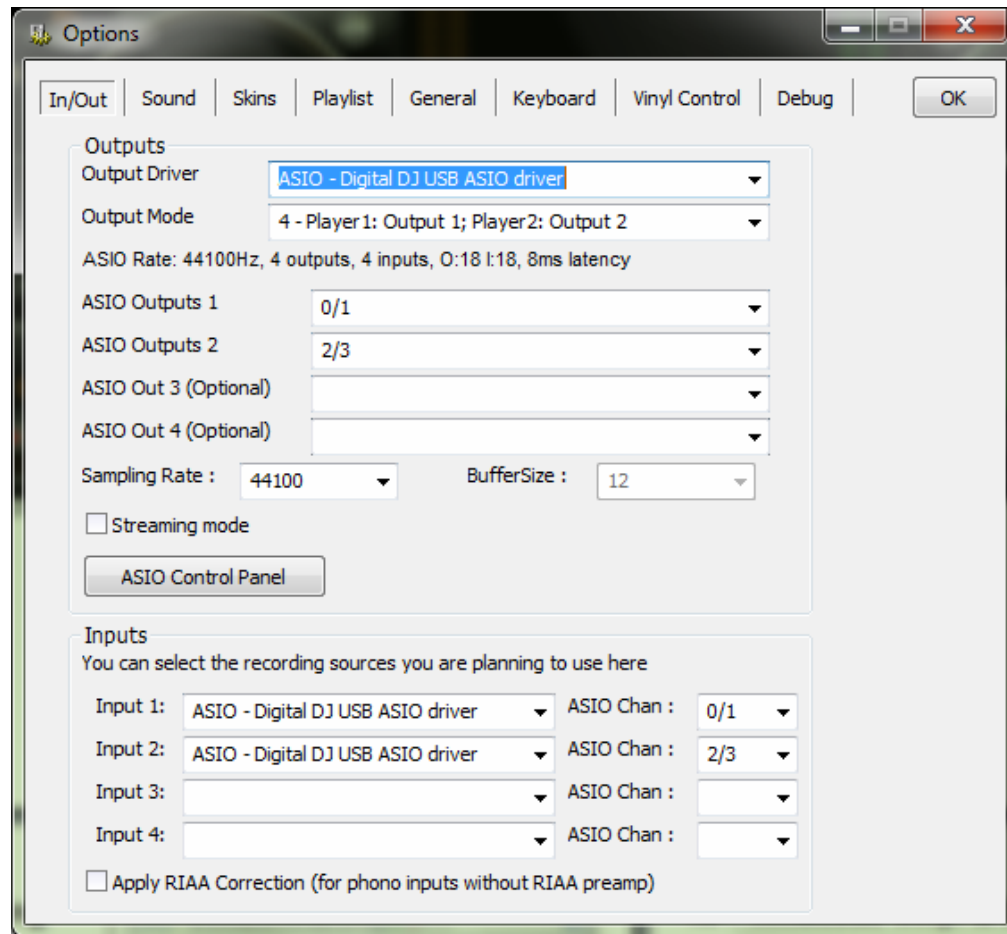 Options
In/Out Sound Skins Playlist General Keyboard Vinyl Control Debug OK
Outputs
Output Driver ASIO - Digital DJ USB ASIO driver
Output Mode 4 - Player1: Output 1; Player2: Output 2
ASIO Rate: 44100Hz, 4 outputs, 4 inputs, O:18 I:18, 8ms latency
ASIO Outputs 1 0/1
ASIO Outputs 2 2/3
ASIO Out 3 (Optional)
ASIO Out 4 (Optional)
Sampling Rate : 44100 BufferSize : 12
Streaming mode
ASIO Control Panel
Inputs
You can select the recording sources you are planning to use here
Input 1: ASIO - Digital DJ USB ASIO driver ASIO Chan : 0/1
Input 2: ASIO - Digital DJ USB ASIO driver ASIO Chan : 2/3
Input 3: ASIO Chan :
Input 4: ASIO Chan :
Apply RIAA Correction (for phono inputs without RIAA preamp)